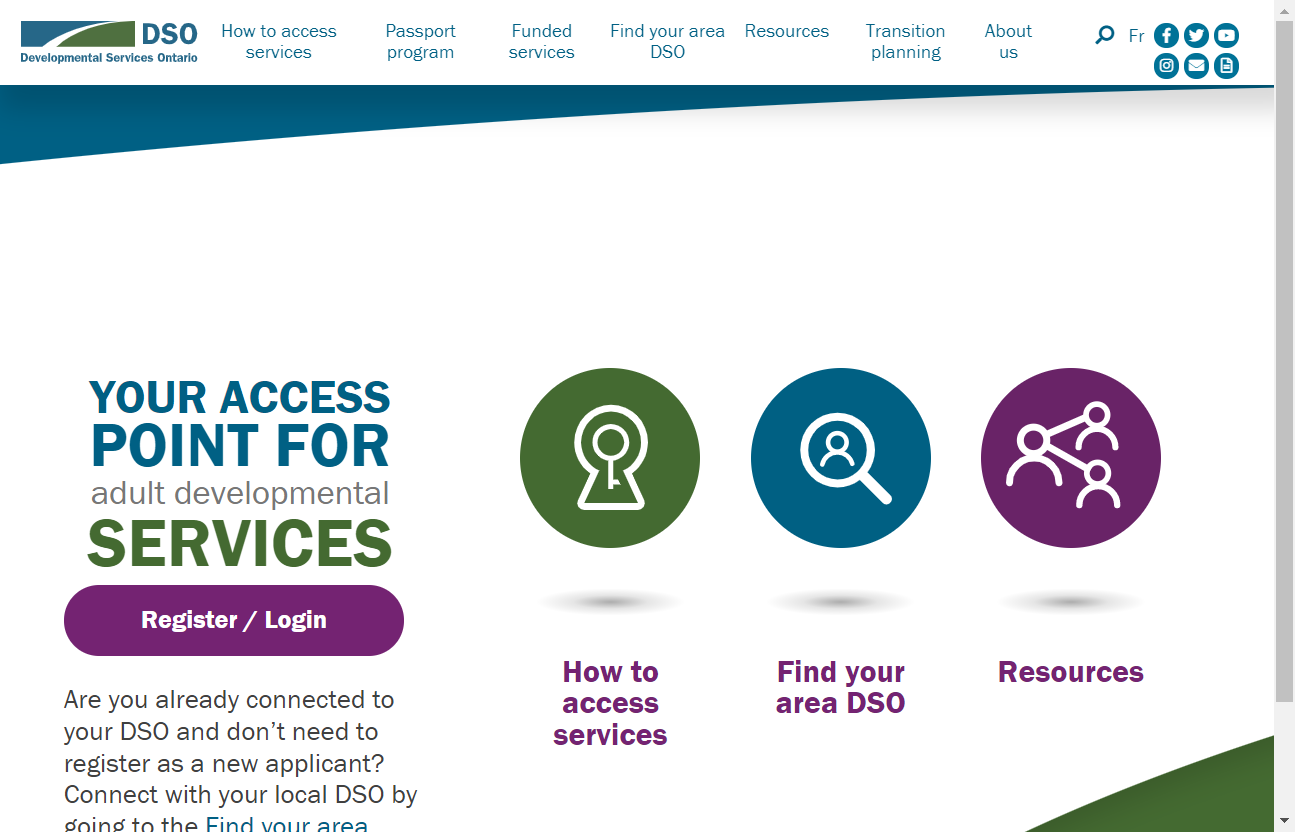 DSO
Developmental Services Ontario
How to access
services
Passport
program
Funded
services
Find your area
DSO
Resources
Transition
planning
About
us
Fr
YOUR ACCESS
POINT FOR
adult developmental
SERVICES
Register / Login
Are you already connected to
your DSO and don’t need to
register as a new applicant?
Connect with your local DSO by
going to the Find your area
How to
access
services
Find your
area DSO
Resources